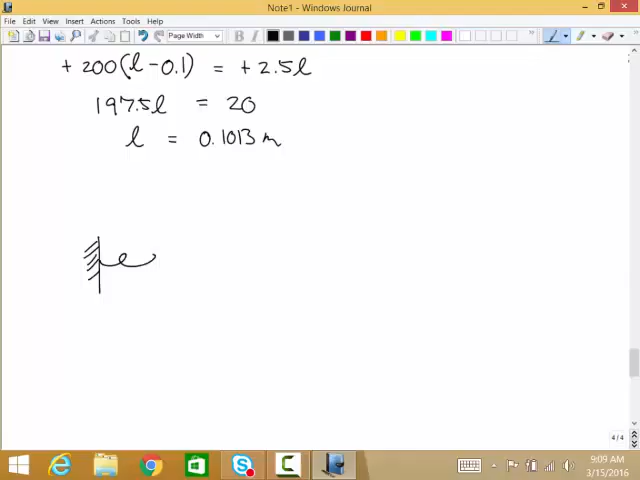 Note1 - Windows Journal
File Edit View Insert Actions Tools Help
Page Width
+ 200(l - 0.1) = + 2.5l
197.5l = 20
l = 0.1013 m
4/4
9:09 AM
3/15/2016